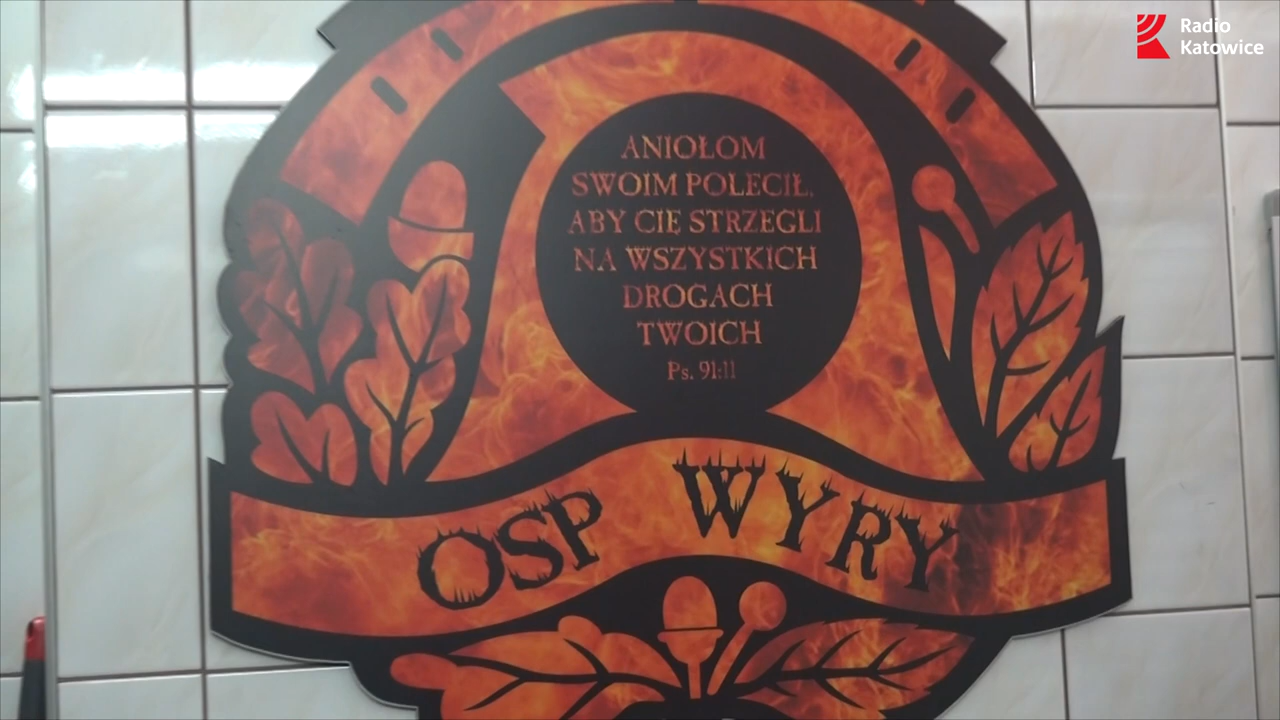 Radio
Katowice
ANIOŁOM
SWOIM POLECIŁ,
ABY CIĘ STRZEGLI
NA WSZYSTKICH
DROGACH
TWOICH
Ps. 91:11
OSP WYRY